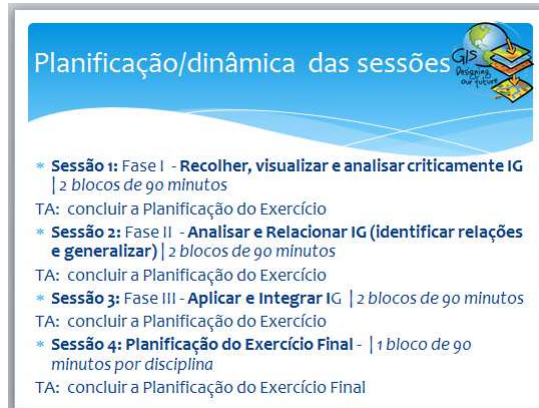 Planificação/dinâmica das sessões
GIS
Designing
our future
* Sessão 1: Fase I - Recolher, visualizar e analisar criticamente IG
| 2 blocos de 90 minutos
TA: concluir a Planificação do Exercício
* Sessão 2: Fase II - Analisar e Relacionar IG (identificar relações
e generalizar) | 2 blocos de 90 minutos
TA: concluir a Planificação do Exercício
* Sessão 3: Fase III - Aplicar e Integrar IG | 2 blocos de 90 minutos
TA: concluir a Planificação do Exercício
* Sessão 4: Planificação do Exercício Final - | 1 bloco de 90
minutos por disciplina
TA: concluir a Planificação do Exercício Final